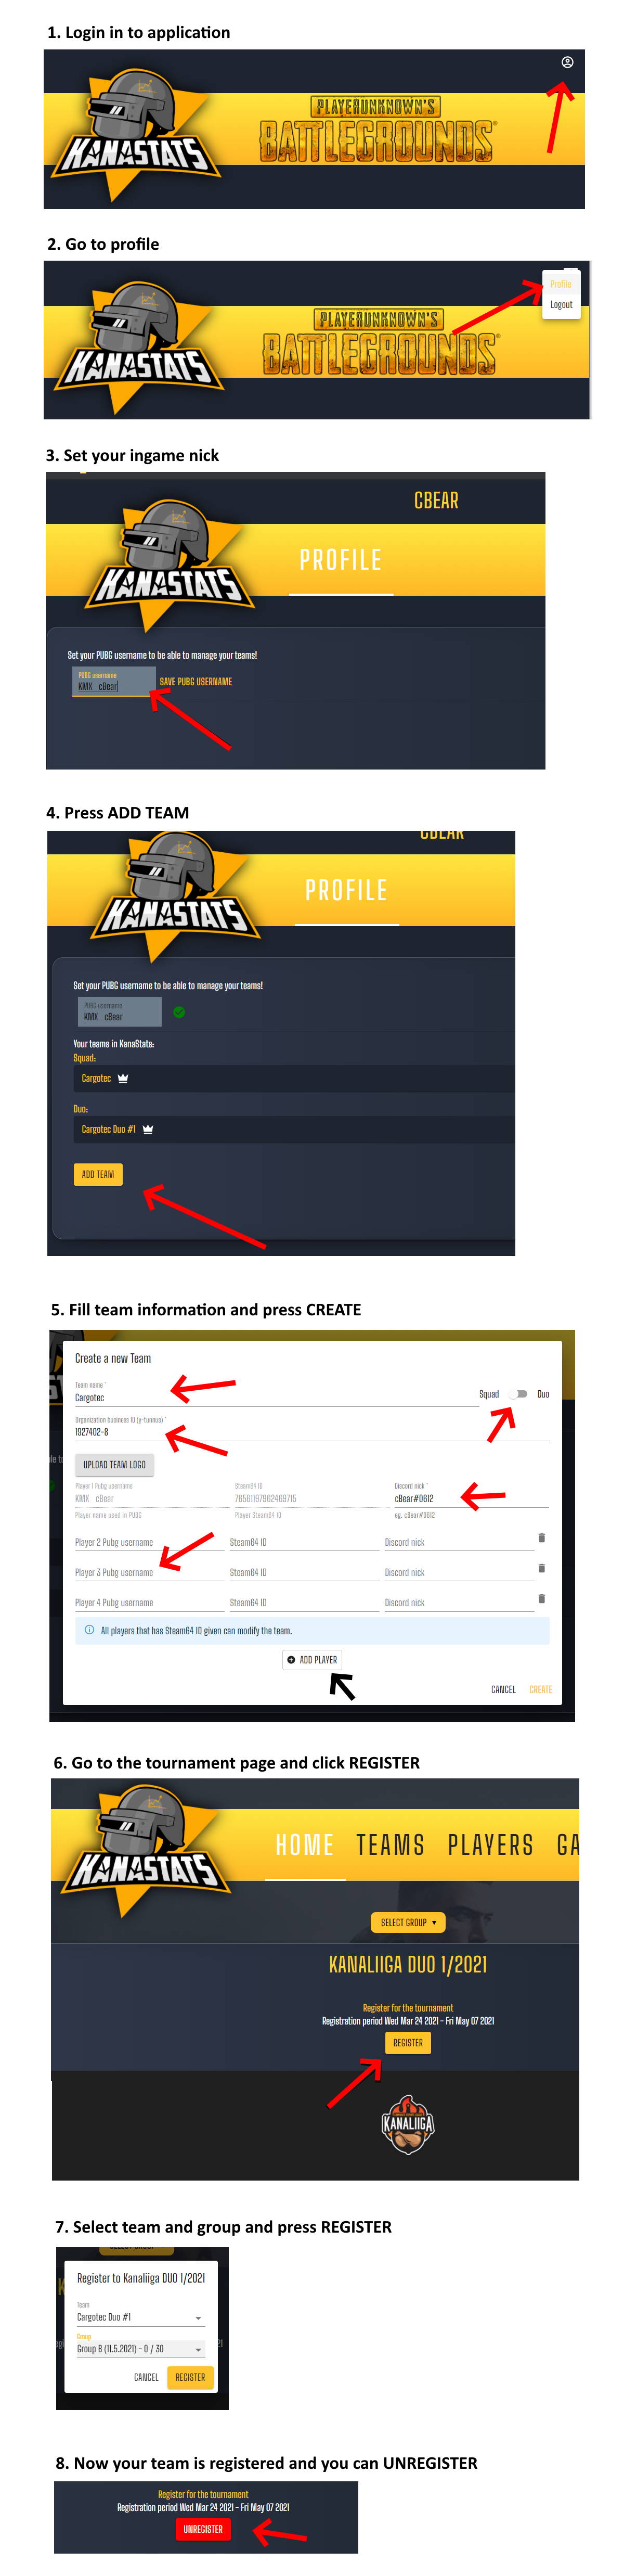 1. Login in to application
KANASTATS
PLAYERUNKNOWN'S
BATTLEGROUNDS
2. Go to profile
Profile
Logout
KANASTATS
PLAYERUNKNOWN'S
BATTLEGROUNDS
3. Set your ingame nick
CBEAR
PROFILE
KANASTATS
Set your PUBG username to be able to manage your teams!
PUBG username
KMX_cBear
SAVE PUBG USERNAME
4. Press ADD TEAM
CBEAR
PROFILE
KANASTATS
Set your PUBG username to be able to manage your teams!
PUBG username
KMX_cBear
Your teams in KanaStats:
Squad:
Cargotec
Duo:
Cargotec Duo #1
ADD TEAM
5. Fill team information and press CREATE
Create a new Team
Team name *
Cargotec
Squad Duo
Organization business ID (y-tunnus) *
1927402-8
UPLOAD TEAM LOGO
Player 1 Pubg username Steam64 ID Discord nick *
KMX_cBear 76561197962469715 cBear#0612
Player name used in PUBG Player Steam64 ID eg. cBear#0612
Player 2 Pubg username Steam64 ID Discord nick
Player 3 Pubg username Steam64 ID Discord nick
Player 4 Pubg username Steam64 ID Discord nick
All players that has Steam64 ID given can modify the team.
ADD PLAYER
CANCEL CREATE
6. Go to the tournament page and click REGISTER
HOME TEAMS PLAYERS GA
KANASTATS
SELECT GROUP
KANALIIGA DUO 1/2021
Register for the tournament
Registration period Wed Mar 24 2021 - Fri May 07 2021
REGISTER
KANALIIGA
7. Select team and group and press REGISTER
Register to Kanaliiga DUO 1/2021
Team
Cargotec Duo #1
Group
Group B (11.5.2021) - 0 / 30
CANCEL REGISTER
8. Now your team is registered and you can UNREGISTER
Register for the tournament
Registration period Wed Mar 24 2021 - Fri May 07 2021
UNREGISTER